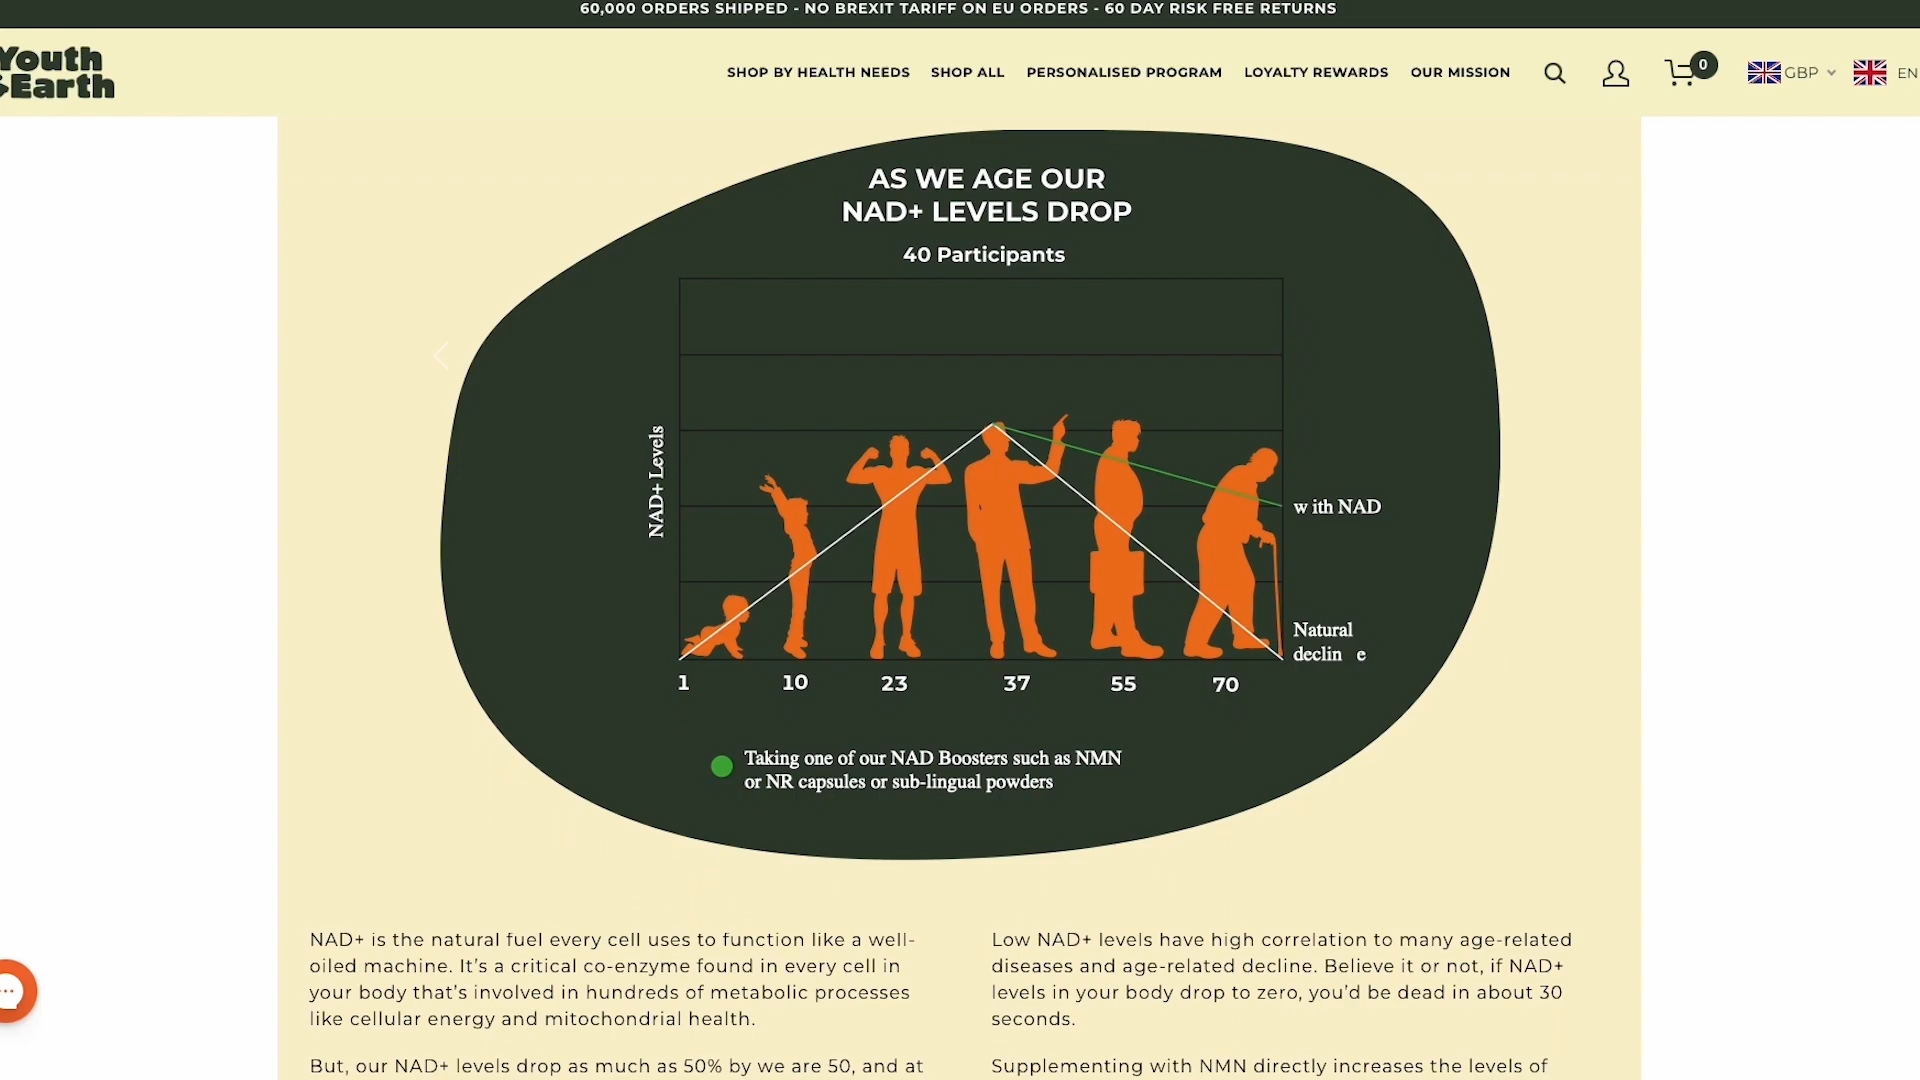 60,000 ORDERS SHIPPED - NO BREXIT TARIFF ON EU ORDERS - 60 DAY RISK FREE RETURNS
Youth
&Earth
SHOP BY HEALTH NEEDS SHOP ALL PERSONALISED PROGRAM LOYALTY REWARDS OUR MISSION 0 GBP EN
AS WE AGE OUR
NAD+ LEVELS DROP
40 Participants
NAD+ Levels
w ith NAD
Natural
declin e
1 10 23 37 55 70
Taking one of our NAD Boosters such as NMN
or NR capsules or sub-lingual powders
NAD+ is the natural fuel every cell uses to function like a well-
oiled machine. It’s a critical co-enzyme found in every cell in
your body that’s involved in hundreds of metabolic processes
like cellular energy and mitochondrial health.
But, our NAD+ levels drop as much as 50% by we are 50, and at
Low NAD+ levels have high correlation to many age-related
diseases and age-related decline. Believe it or not, if NAD+
levels in your body drop to zero, you’d be dead in about 30
seconds.
Supplementing with NMN directly increases the levels of